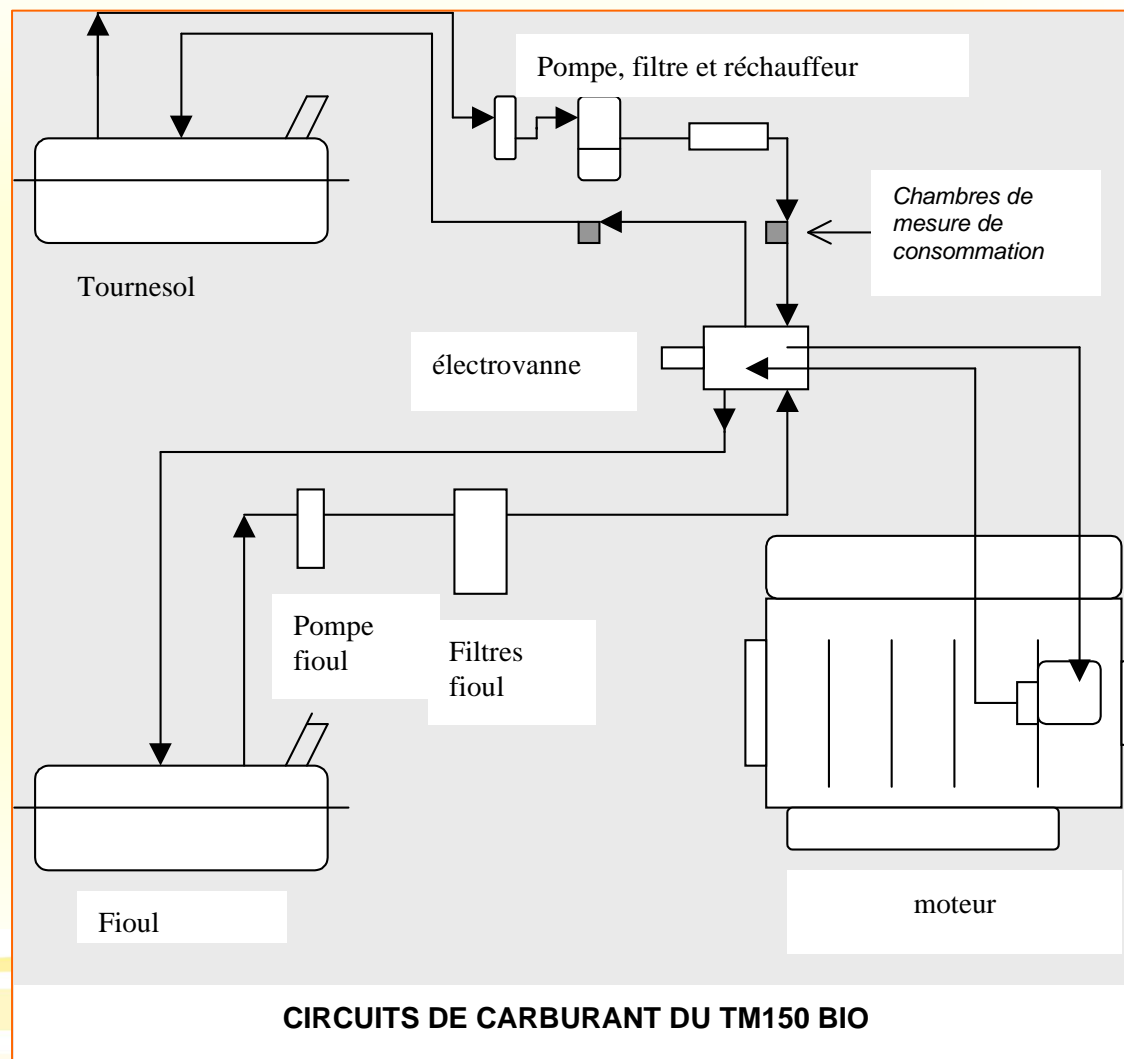 Pompe, filtre et réchauffeur
Chambres de
mesure de
consommation
Tournesol
électrovanne
Pompe
fioul
Filtres
fioul
Fioul
moteur
CIRCUITS DE CARBURANT DU TM150 BIO